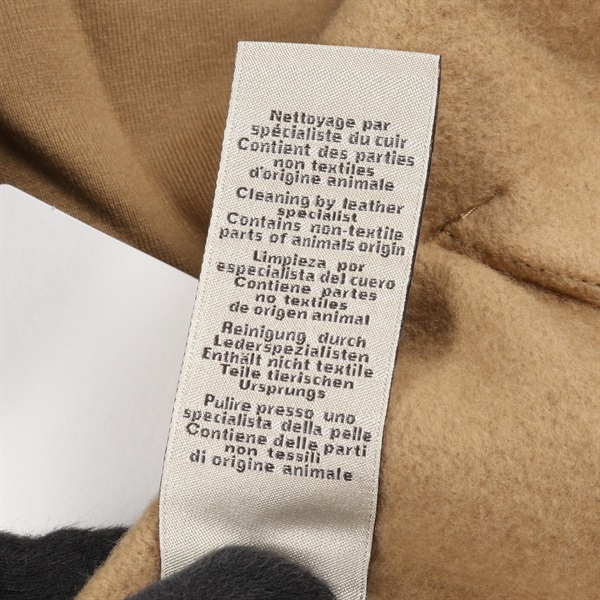 Nettoyage par
spécialiste du cuir
Contient des parties
non textiles
d'origine animale
Cleaning by leather
specialist
Contains non-textile
parts of animals origin
Limpieza por
especialista del cuero
Contiene partes
no textiles
de origen animal
Reinigung durch
Lederspezialisten
Enthält nicht textile
Teile tierischen
Ursprungs
Pulire presso uno
specialista della pelle
Contiene delle parti
non tessili
di origine animale